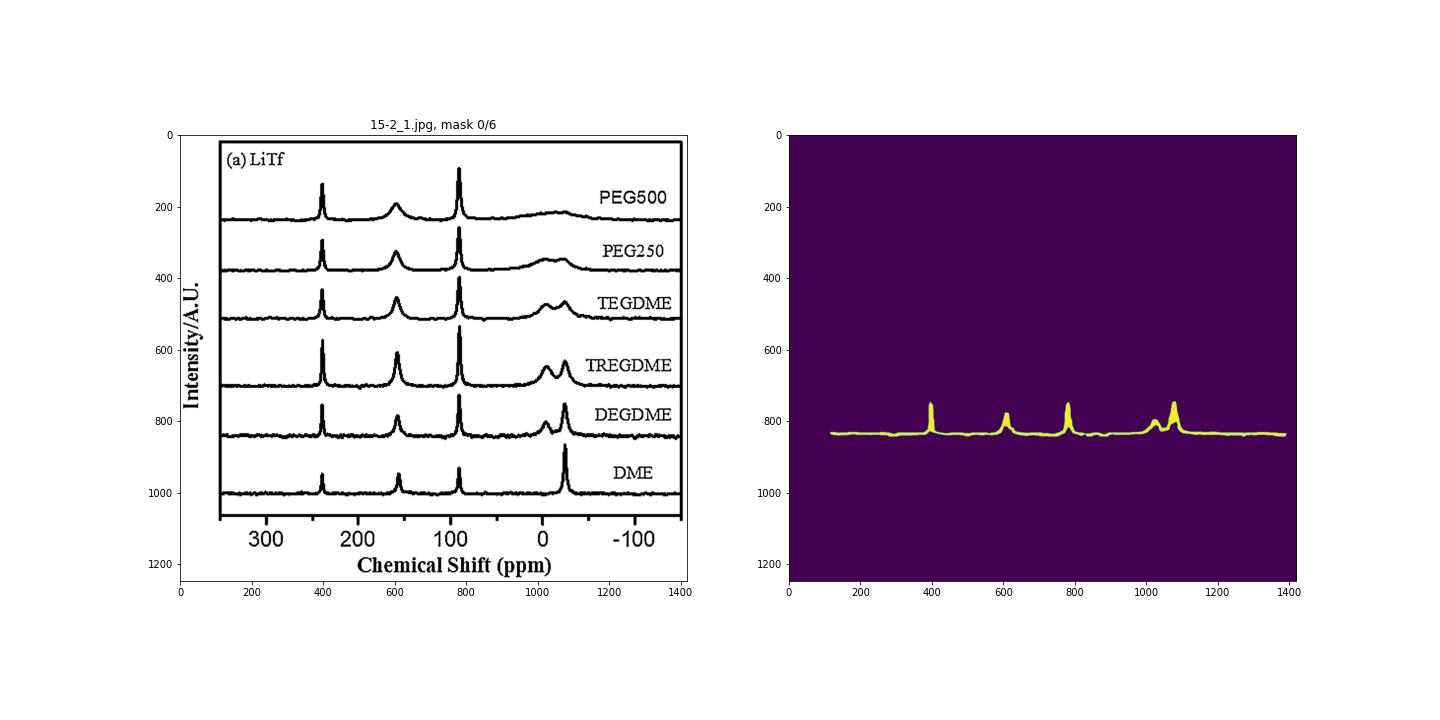 15-2_1.jpg, mask 0/6
0
200
400
600
800
1000
1200
Intensity/A.U.
(a) LiTf
PEG500
PEG250
TEGDME
TREGDME
DEGDME
DME
300 200 100 0 -100
Chemical Shift (ppm)
0 200 400 600 800 1000 1200 1400
0
200
400
600
800
1000
1200
0 200 400 600 800 1000 1200 1400